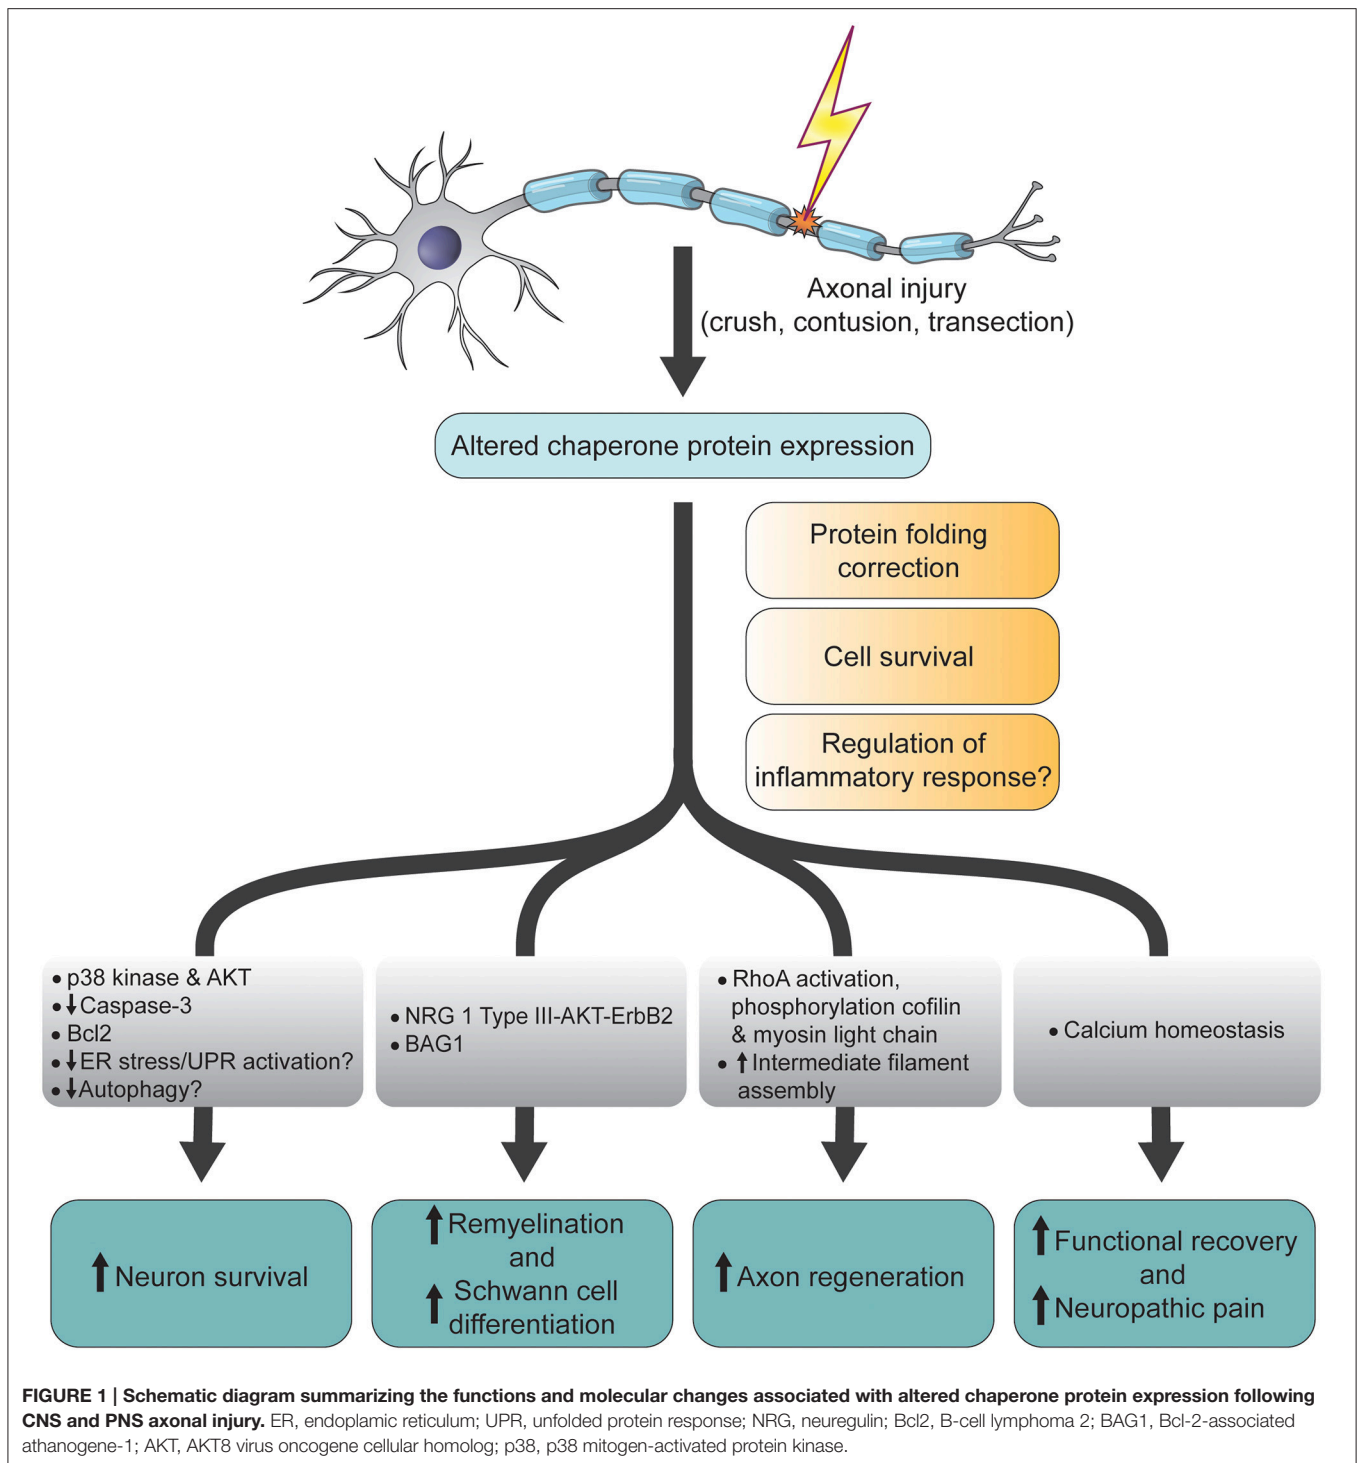 Axonal injury
(crush, contusion, transection)
Altered chaperone protein expression
Protein folding
correction
Cell survival
Regulation of
inflammatory response?
• p38 kinase & AKT
• ↓Caspase-3
• Bcl2
• ↓ER stress/UPR activation?
• ↓Autophagy?
• NRG 1 Type III-AKT-ErbB2
• BAG1
• RhoA activation,
phosphorylation cofilin
& myosin light chain
• ↑Intermediate filament
assembly
• Calcium homeostasis
↑Neuron survival
↑Remyelination
and
↑Schwann cell
differentiation
↑Axon regeneration
↑Functional recovery
and
↑Neuropathic pain
FIGURE 1 | Schematic diagram summarizing the functions and molecular changes associated with altered chaperone protein expression following
CNS and PNS axonal injury. ER, endoplamic reticulum; UPR, unfolded protein response; NRG, neuregulin; Bcl2, B-cell lymphoma 2; BAG1, Bcl-2-associated
athanogene-1; AKT, AKT8 virus oncogene cellular homolog; p38, p38 mitogen-activated protein kinase.